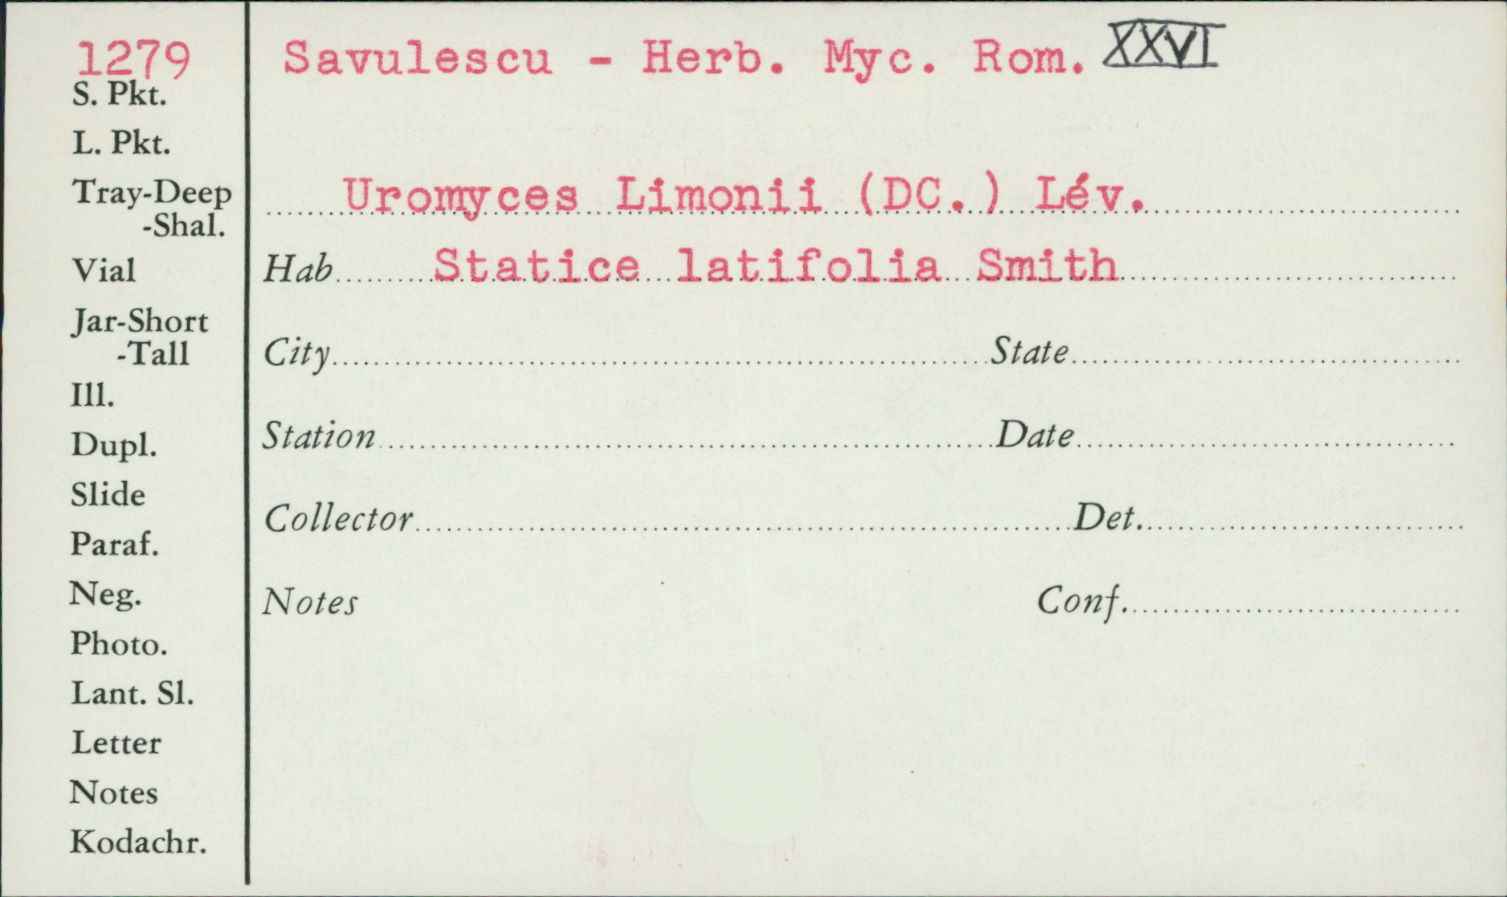 1279
S. Pkt.
L. Pkt.
Tray-Deep
-Shal.
Vial
Jar-Short
-Tall
Ill.
Dupl.
Slide
Paraf.
Neg.
Photo.
Lant. Sl.
Letter
Notes
Kodachr.
Savulescu - Herb. Myc. Rom. XXVI
Uromyces Limonii (DC.) Lév.
Hab Statice latifolia Smith
City State
Station Date
Collector Det.
Notes Conf.